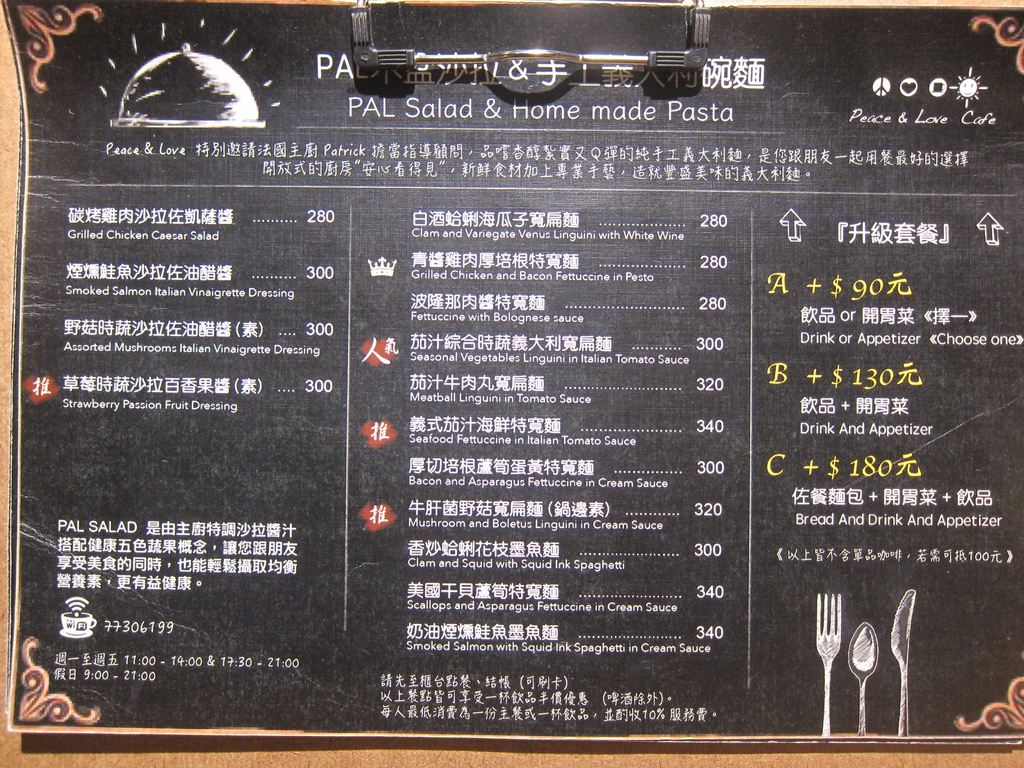 PAL木盆沙拉 & 手工義大利碗麵
PAL Salad & Home made Pasta
Peace & Love Cafe
Peace & Love 特別邀請法國主廚 Patrick 擔當指導顧問，品嚐香醇紮實又Q彈的純手工義大利麵，是您跟朋友一起用餐最好的選擇
開放式的廚房"安心看得見"，新鮮食材加上專業手藝，造就豐盛美味的義大利麵。
碳烤雞肉沙拉佐凱薩醬 .......... 280
Grilled Chicken Caesar Salad
煙燻鮭魚沙拉佐油醋醬 .......... 300
Smoked Salmon Italian Vinaigrette Dressing
野菇時蔬沙拉佐油醋醬（素） .... 300
Assorted Mushrooms Italian Vinaigrette Dressing
推 草莓時蔬沙拉百香果醬（素） .... 300
Strawberry Passion Fruit Dressing
PAL SALAD 是由主廚特調沙拉醬汁
搭配健康五色蔬果概念，讓您跟朋友
享受美食的同時，也能輕鬆攝取均衡
營養素，更有益健康。
WiFi 77306199
週一至週五 11:00 - 14:00 & 17:30 - 21:00
假日 9:00 - 21:00
白酒蛤蜊海瓜子寬扁麵 .................... 280
Clam and Variegate Venus Linguini with White Wine
青醬雞肉厚培根特寬麵 .................... 280
Grilled Chicken and Bacon Fettuccine in Pesto
波隆那肉醬特寬麵 .......................... 280
Fettuccine with Bolognese sauce
人氣 茄汁綜合時蔬義大利寬扁麵 .............. 300
Seasonal Vegetables Linguini in Italian Tomato Sauce
茄汁牛肉丸寬扁麵 .......................... 320
Meatball Linguini in Tomato Sauce
推 義式茄汁海鮮特寬麵 ...................... 340
Seafood Fettuccine in Italian Tomato Sauce
厚切培根蘆筍蛋黃特寬麵 ............... 300
Bacon and Asparagus Fettuccine in Cream Sauce
推 牛肝菌野菇寬扁麵（鍋邊素） .............. 320
Mushroom and Boletus Linguini in Cream Sauce
香炒蛤蜊花枝墨魚麵 ...................... 300
Clam and Squid with Squid Ink Spaghetti
美國干貝蘆筍特寬麵 ...................... 340
Scallops and Asparagus Fettuccine in Cream Sauce
奶油煙燻鮭魚墨魚麵 ...................... 340
Smoked Salmon with Squid Ink Spaghetti in Cream Sauce
請先至櫃台點餐、結帳（可刷卡）
以上餐點皆可享受一杯飲品半價優惠（啤酒除外）。
每人最低消費為一份主餐或一杯飲品，並酌收10%服務費。
『升級套餐』
A + $ 90元
飲品 or 開胃菜《擇一》
Drink or Appetizer《Choose one》
B + $ 130元
飲品 + 開胃菜
Drink And Appetizer
C + $ 180元
佐餐麵包 + 開胃菜 + 飲品
Bread And Drink And Appetizer
《以上皆不含單品咖啡，若需可抵100元》